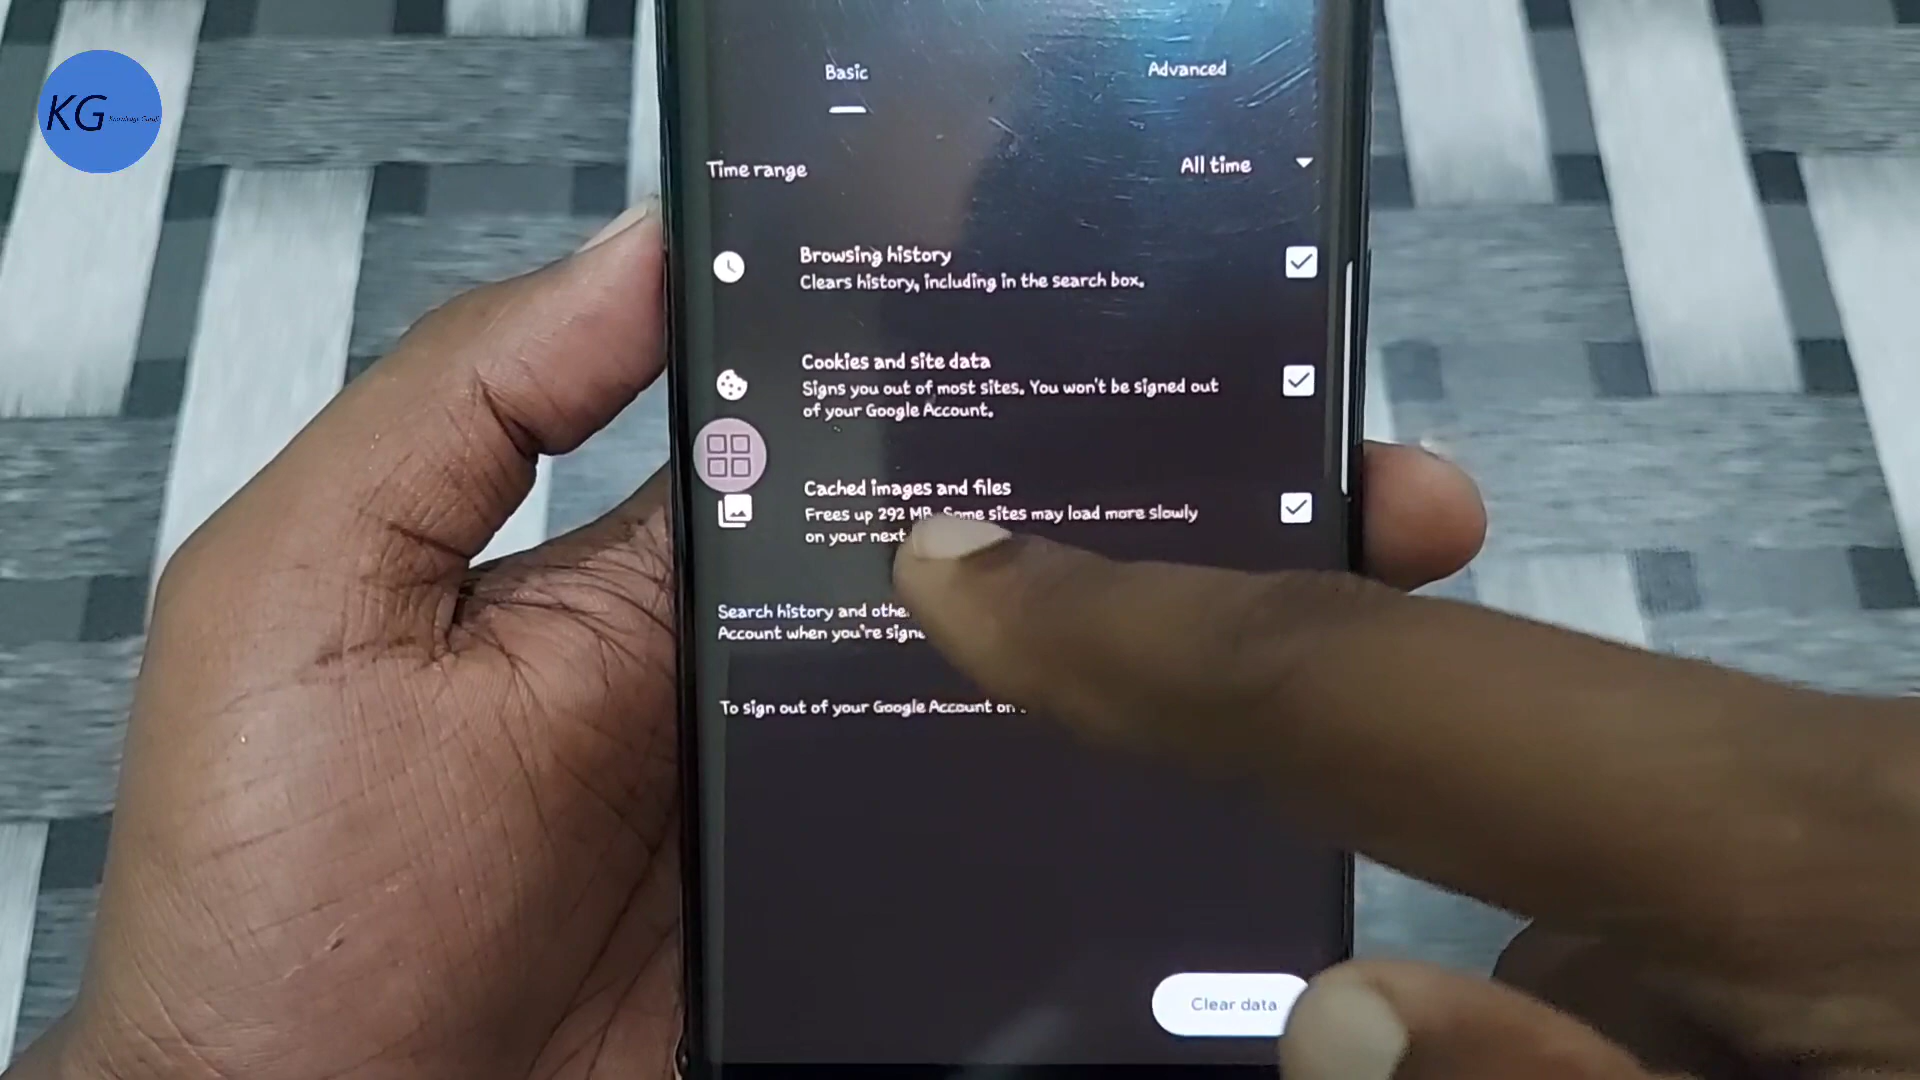 KG
Basic
Advanced
Time range
All time
Browsing history
Clears history, including in the search box.
Cookies and site data
Signs you out of most sites. You won't be signed out
of your Google Account.
Cached images and files
Frees up 292 MB. Some sites may load more slowly
on your next
Search history and othe
Account when you're signe
To sign out of your Google Account on
Clear data